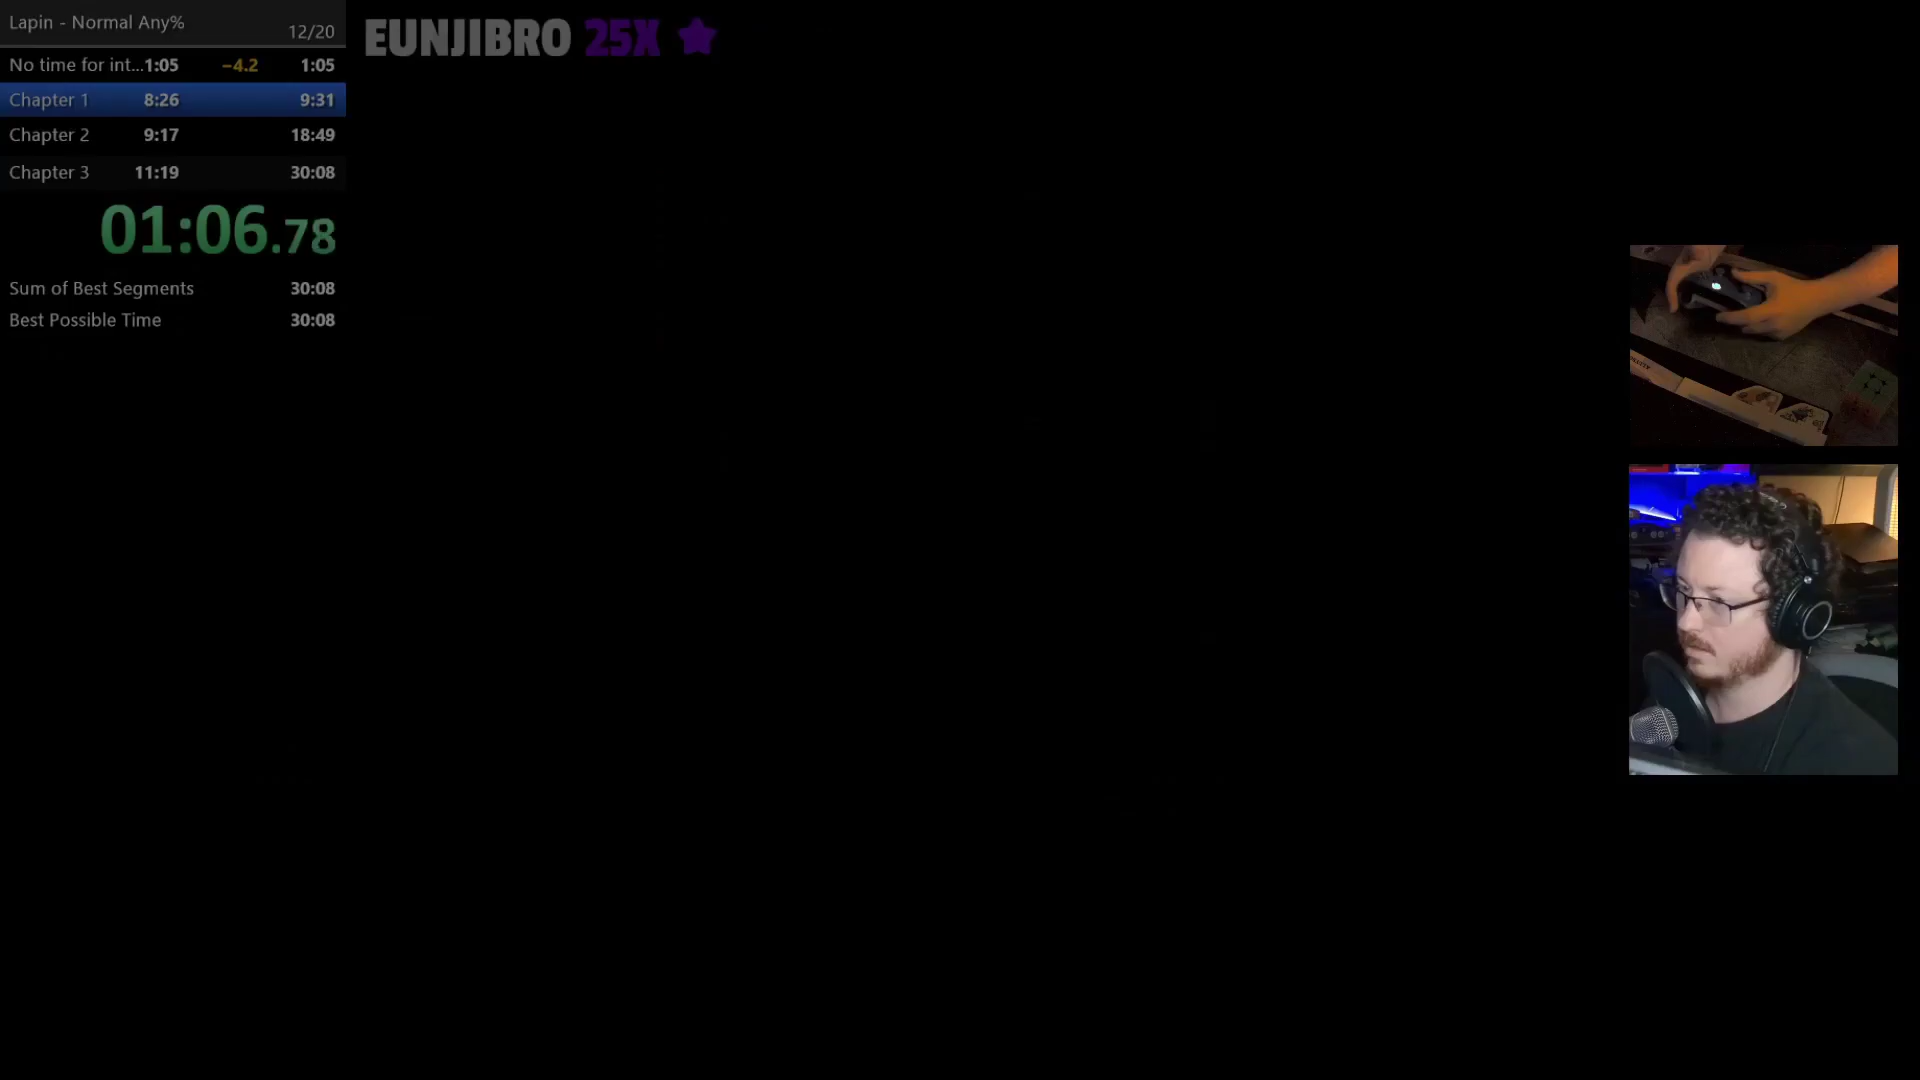 Lapin - Normal Any%
12/20
No time for int... 1:05 −4.2 1:05
Chapter 1 8:26 9:31
Chapter 2 9:17 18:49
Chapter 3 11:19 30:08
01:06.78
Sum of Best Segments 30:08
Best Possible Time 30:08
EUNJIBRO 25X